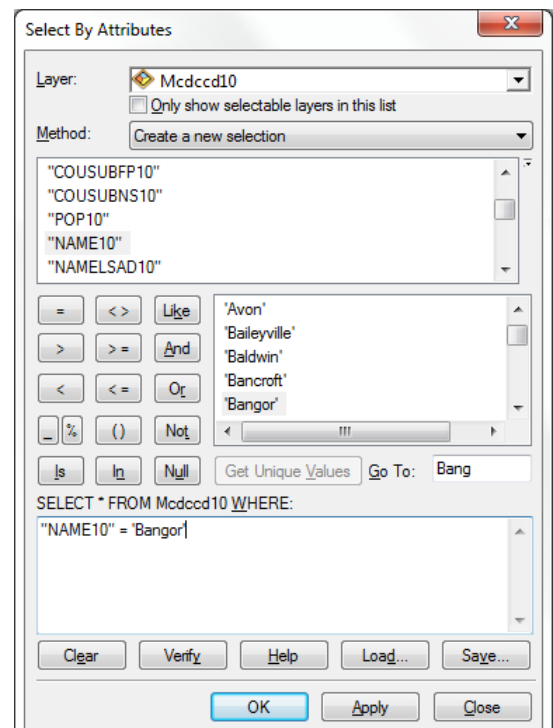 Select By Attributes
Layer: Mcdccd10
Only show selectable layers in this list
Method: Create a new selection
"COUSUBFP10"
"COUSUBNS10"
"POP10"
"NAME10"
"NAMELSAD10"
= < > Like
> > = And
< < = Or
_ % ( ) Not
Is In Null
'Avon'
'Baileyville'
'Baldwin'
'Bancroft'
'Bangor'
Get Unique Values Go To: Bang
SELECT * FROM Mcdccd10 WHERE:
"NAME10" = 'Bangor'
Clear Verify Help Load... Save...
OK Apply Close